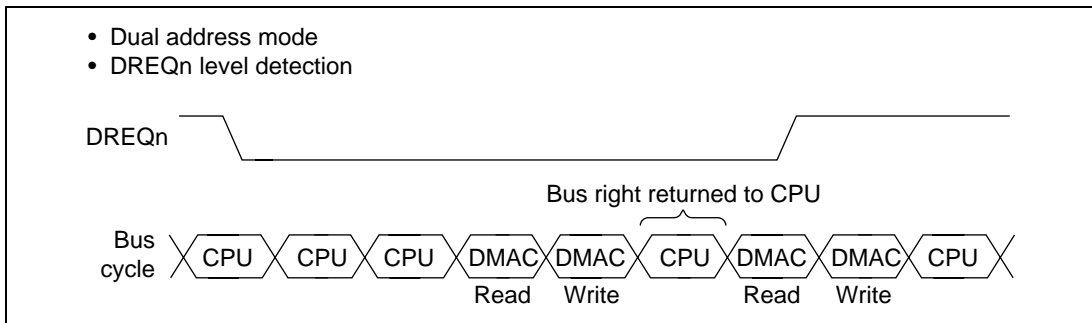 • Dual address mode
• DREQn level detection
DREQn
Bus right returned to CPU
Bus cycle
CPU CPU CPU DMAC DMAC CPU DMAC DMAC CPU
Read Write Read Write